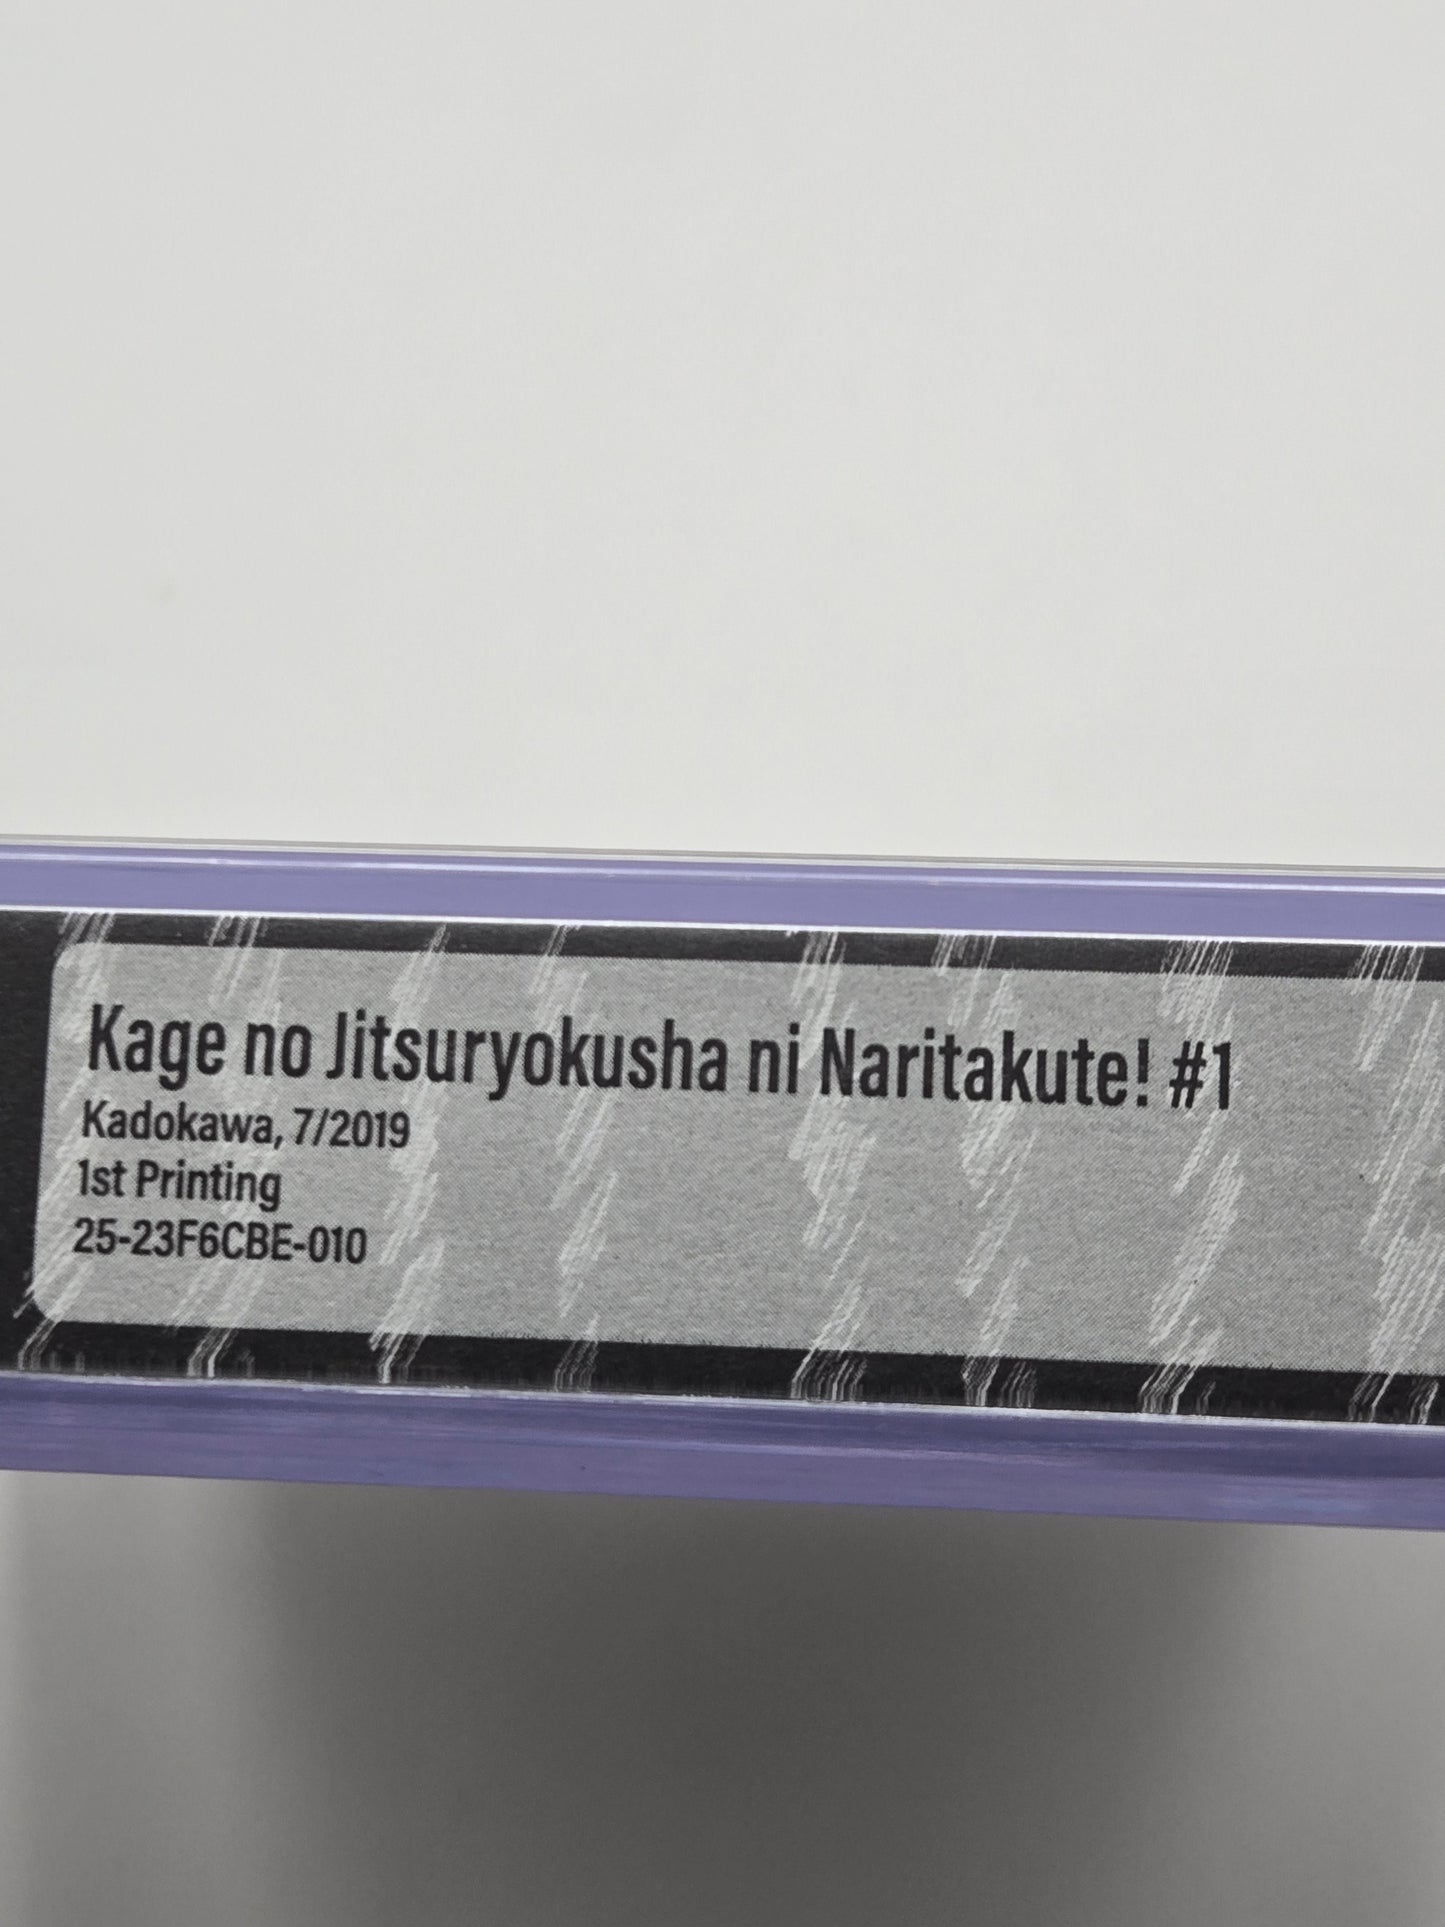 Kage no Jitsuryokusha ni Naritakute! #1
Kadokawa, 7/2019
1st Printing
25-23F6CBE-010